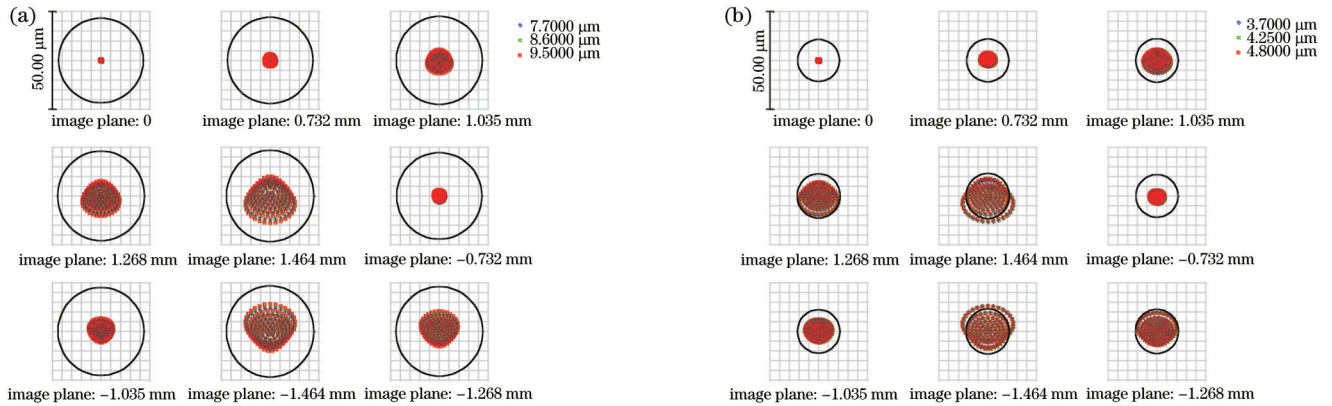 (a)
50.00 μm
7.7000 μm
8.6000 μm
9.5000 μm
image plane: 0
image plane: 0.732 mm
image plane: 1.035 mm
image plane: 1.268 mm
image plane: 1.464 mm
image plane: −0.732 mm
image plane: −1.035 mm
image plane: −1.464 mm
image plane: −1.268 mm
(b)
50.00 μm
3.7000 μm
4.2500 μm
4.8000 μm
image plane: 0
image plane: 0.732 mm
image plane: 1.035 mm
image plane: 1.268 mm
image plane: 1.464 mm
image plane: −0.732 mm
image plane: −1.035 mm
image plane: −1.464 mm
image plane: −1.268 mm